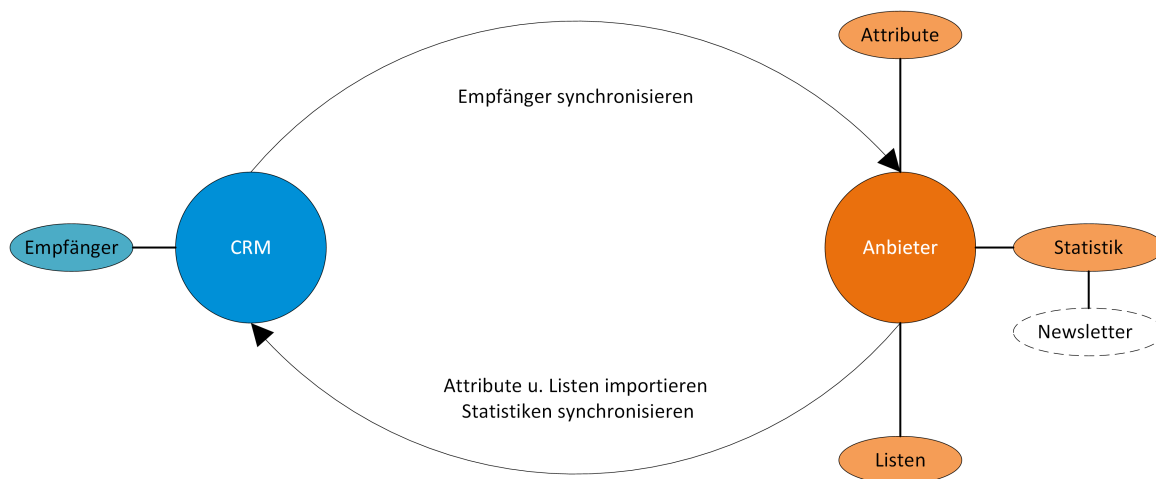 Attribute
Empfänger synchronisieren
Empfänger
CRM
Anbieter
Statistik
Newsletter
Attribute u. Listen importieren
Statistiken synchronisieren
Listen